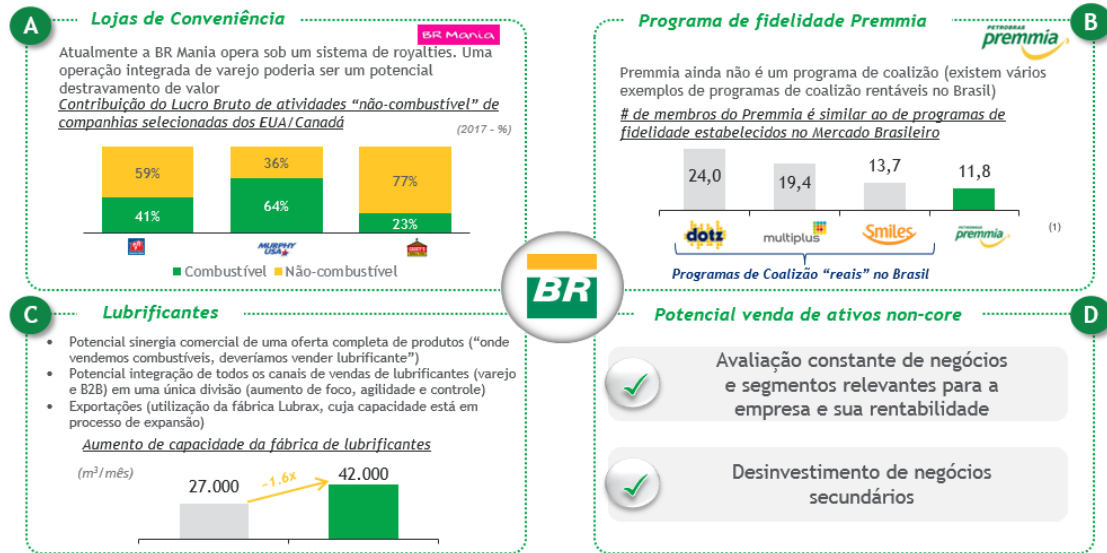 A
Lojas de Conveniência
BR Mania
Atualmente a BR Mania opera sob um sistema de royalties. Uma
operação integrada de varejo poderia ser um potencial
destravamento de valor
Contribuição do Lucro Bruto de atividades “não-combustível” de
companhias selecionadas dos EUA/Canadá
(2017 - %)
59%
36%
77%
41%
64%
23%
MURPHY
USA
CASEY'S
Combustível
Não-combustível
B
Programa de fidelidade Premmia
PETROBRAS
premmia
Premmia ainda não é um programa de coalizão (existem vários
exemplos de programas de coalizão rentáveis no Brasil)
# de membros do Premmia é similar ao de programas de
fidelidade estabelecidos no Mercado Brasileiro
24,0
19,4
13,7
11,8
dotz
multiplus
Smiles
PETROBRAS
premmia
(1)
Programas de Coalizão “reais” no Brasil
BR
C
Lubrificantes
• Potencial sinergia comercial de uma oferta completa de produtos (“onde
vendemos combustíveis, deveríamos vender lubrificante”)
• Potencial integração de todos os canais de vendas de lubrificantes (varejo
e B2B) em uma única divisão (aumento de foco, agilidade e controle)
• Exportações (utilização da fábrica Lubrax, cuja capacidade está em
processo de expansão)
Aumento de capacidade da fábrica de lubrificantes
(m³/mês)
27.000
~1.6x
42.000
Potencial venda de ativos non-core
D
Avaliação constante de negócios
e segmentos relevantes para a
empresa e sua rentabilidade
Desinvestimento de negócios
secundários